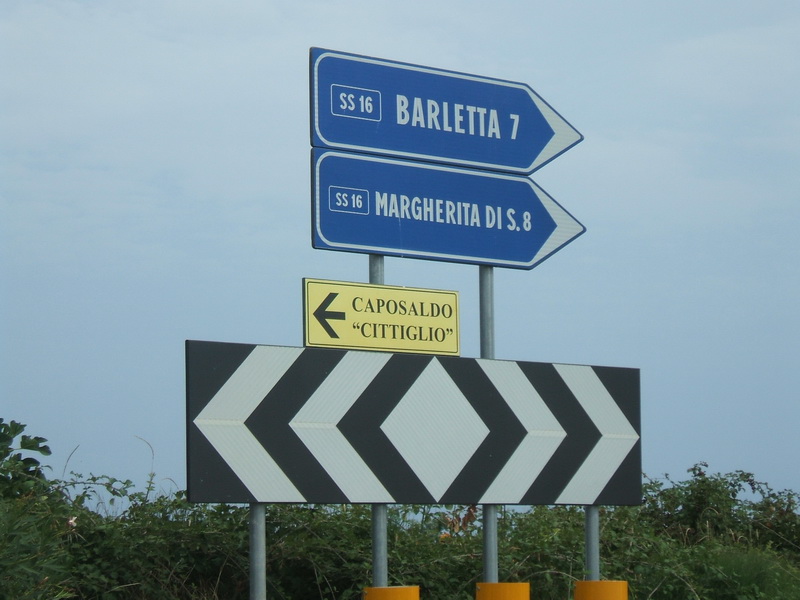 SS 16 BARLETTA 7
SS 16 MARGHERITA DI S. 8
CAPOSALDO
“CITTIGLIO”